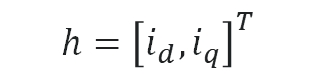 h = [i_d, i_q]^T